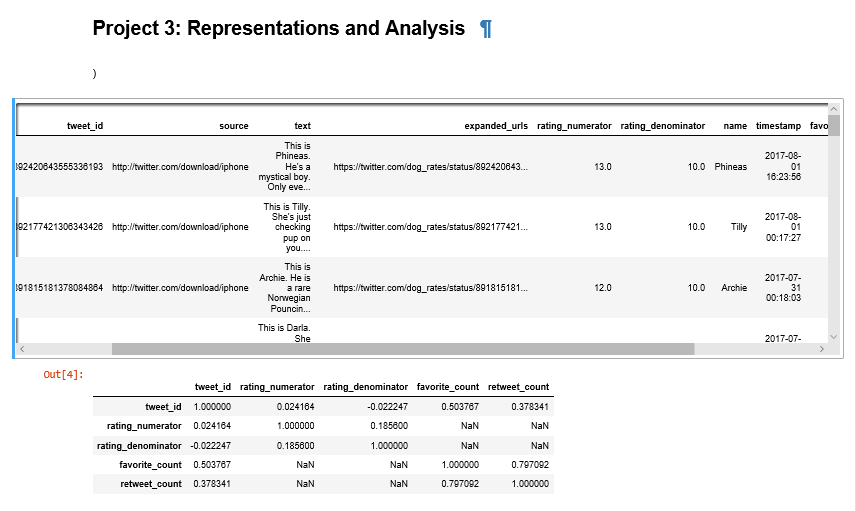 Project 3: Representations and Analysis ¶
)
tweet_id source text expanded_urls rating_numerator rating_denominator name timestamp favo
892420643555336193 http://twitter.com/download/iphone This is Phineas. He's a mystical boy. Only eve... https://twitter.com/dog_rates/status/892420643... 13.0 10.0 Phineas 2017-08-01 16:23:56
892177421306343426 http://twitter.com/download/iphone This is Tilly. She's just checking pup on you.... https://twitter.com/dog_rates/status/892177421... 13.0 10.0 Tilly 2017-08-01 00:17:27
891815181378084864 http://twitter.com/download/iphone This is Archie. He is a rare Norwegian Pouncin... https://twitter.com/dog_rates/status/891815181... 12.0 10.0 Archie 2017-07-31 00:18:03
This is Darla. She 2017-07-
Out[4]:
tweet_id rating_numerator rating_denominator favorite_count retweet_count
tweet_id 1.000000 0.024164 -0.022247 0.503767 0.378341
rating_numerator 0.024164 1.000000 0.185600 NaN NaN
rating_denominator -0.022247 0.185600 1.000000 NaN NaN
favorite_count 0.503767 NaN NaN 1.000000 0.797092
retweet_count 0.378341 NaN NaN 0.797092 1.000000